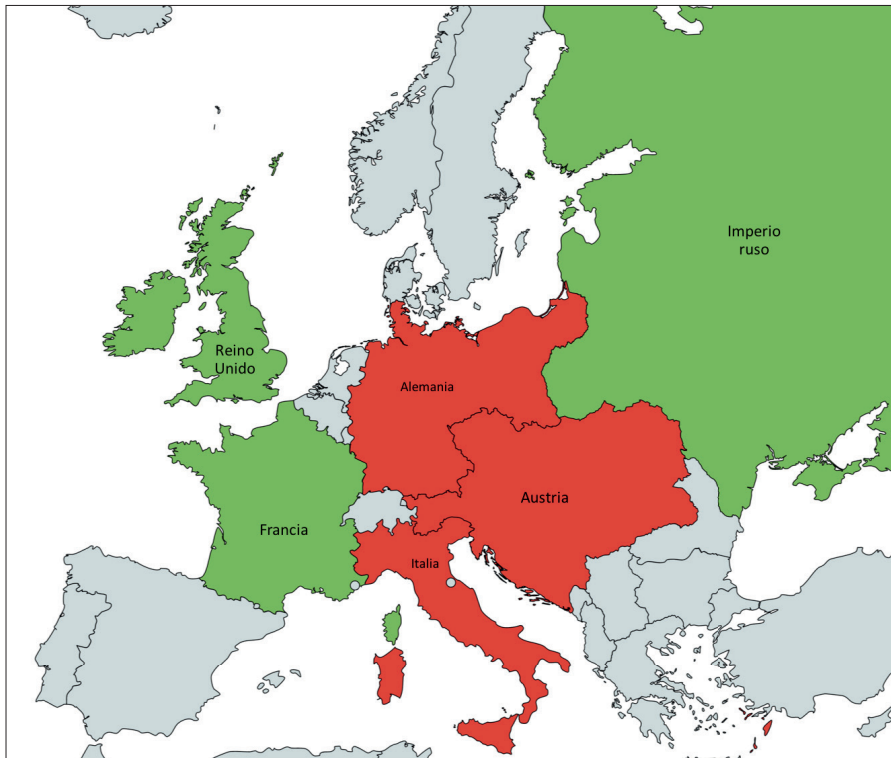 Imperio
ruso
Reino
Unido
Alemania
Austria
Francia
Italia